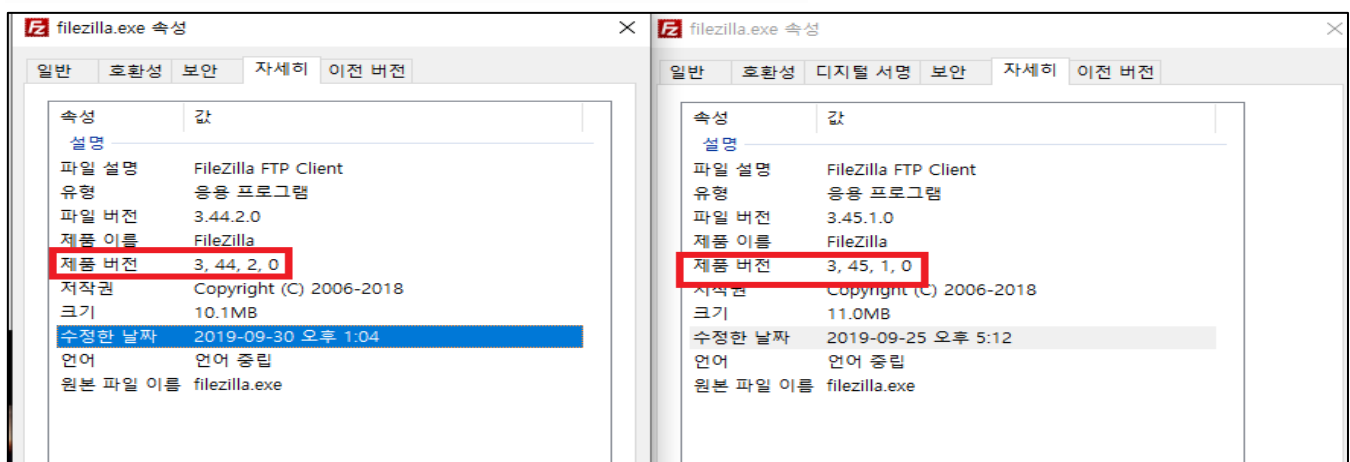 filezilla.exe 속성
일반 호환성 보안 자세히 이전 버전
속성 값
설명
파일 설명 FileZilla FTP Client
유형 응용 프로그램
파일 버전 3.44.2.0
제품 이름 FileZilla
제품 버전 3, 44, 2, 0
저작권 Copyright (C) 2006-2018
크기 10.1MB
수정한 날짜 2019-09-30 오후 1:04
언어 언어 중립
원본 파일 이름 filezilla.exe
filezilla.exe 속성
일반 호환성 디지털 서명 보안 자세히 이전 버전
속성 값
설명
파일 설명 FileZilla FTP Client
유형 응용 프로그램
파일 버전 3.45.1.0
제품 이름 FileZilla
제품 버전 3, 45, 1, 0
저작권 Copyright (C) 2006-2018
크기 11.0MB
수정한 날짜 2019-09-25 오후 5:12
언어 언어 중립
원본 파일 이름 filezilla.exe